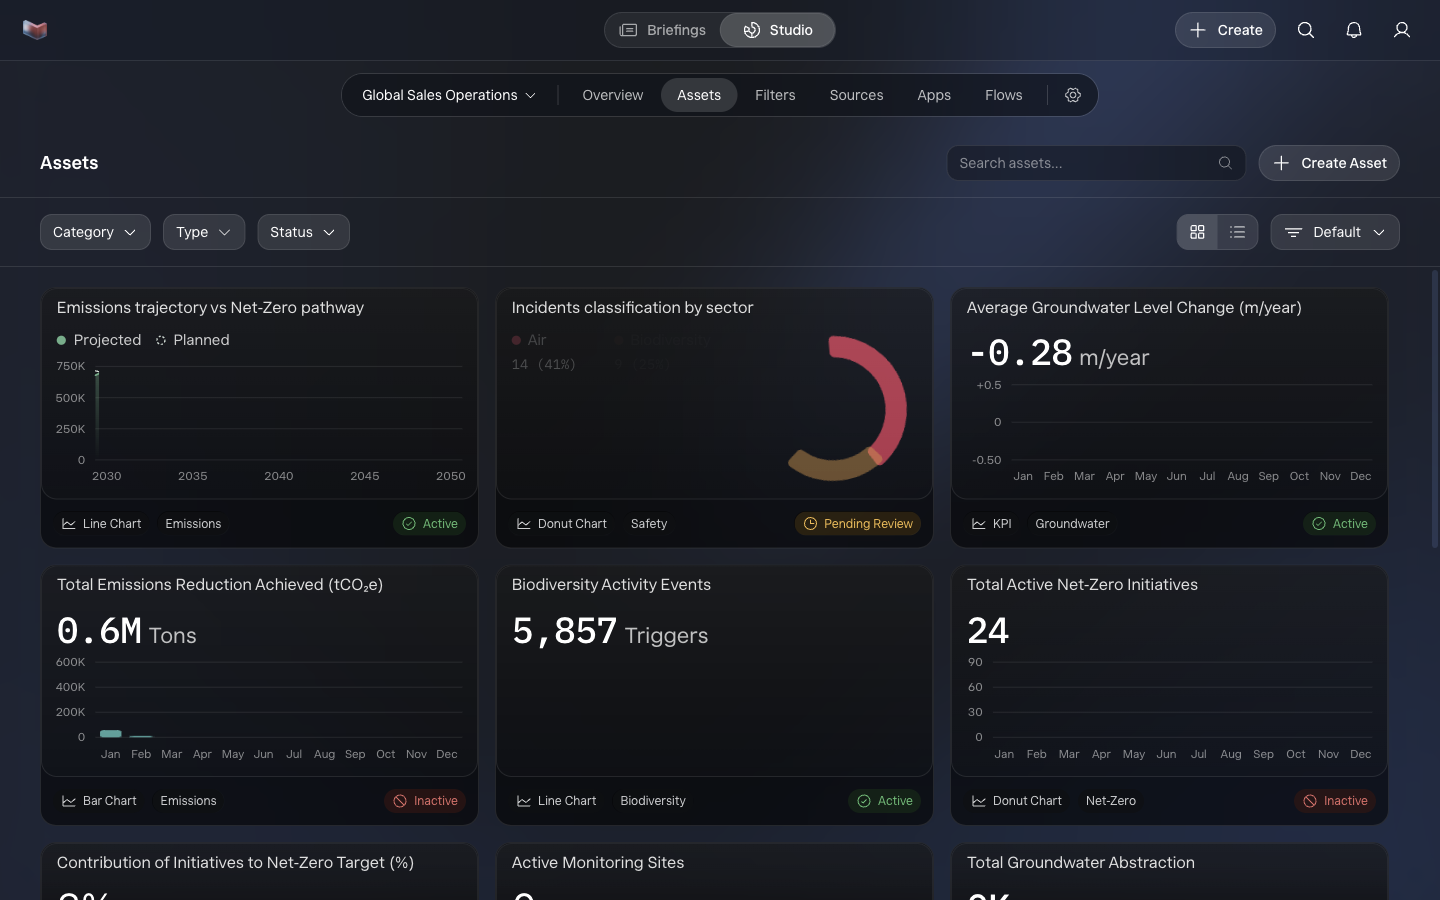 Briefings
Studio
Create
Global Sales Operations
Overview
Assets
Filters
Sources
Apps
Flows
Assets
Search assets...
Create Asset
Category
Type
Status
Default
Emissions trajectory vs Net-Zero pathway
Projected
Planned
750K
500K
250K
0
2030 2035 2040 2045 2050
Line Chart
Emissions
Active
Incidents classification by sector
Air
14 (41%)
Donut Chart
Safety
Pending Review
Average Groundwater Level Change (m/year)
-0.28 m/year
+0.5
0
-0.50
Jan Feb Mar Apr May Jun Jul Aug Sep Oct Nov Dec
KPI
Groundwater
Active
Total Emissions Reduction Achieved (tCO₂e)
0.6M Tons
600K
400K
200K
0
Jan Feb Mar Apr May Jun Jul Aug Sep Oct Nov Dec
Bar Chart
Emissions
Inactive
Biodiversity Activity Events
5,857 Triggers
Line Chart
Biodiversity
Active
Total Active Net-Zero Initiatives
24
90
60
30
0
Jan Feb Mar Apr May Jun Jul Aug Sep Oct Nov Dec
Donut Chart
Net-Zero
Inactive
Contribution of Initiatives to Net-Zero Target (%)
Active Monitoring Sites
Total Groundwater Abstraction